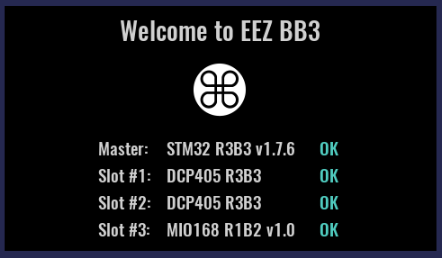 Welcome to EEZ BB3
Master: STM32 R3B3 v1.7.6 OK
Slot #1: DCP405 R3B3 OK
Slot #2: DCP405 R3B3 OK
Slot #3: MIO168 R1B2 v1.0 OK